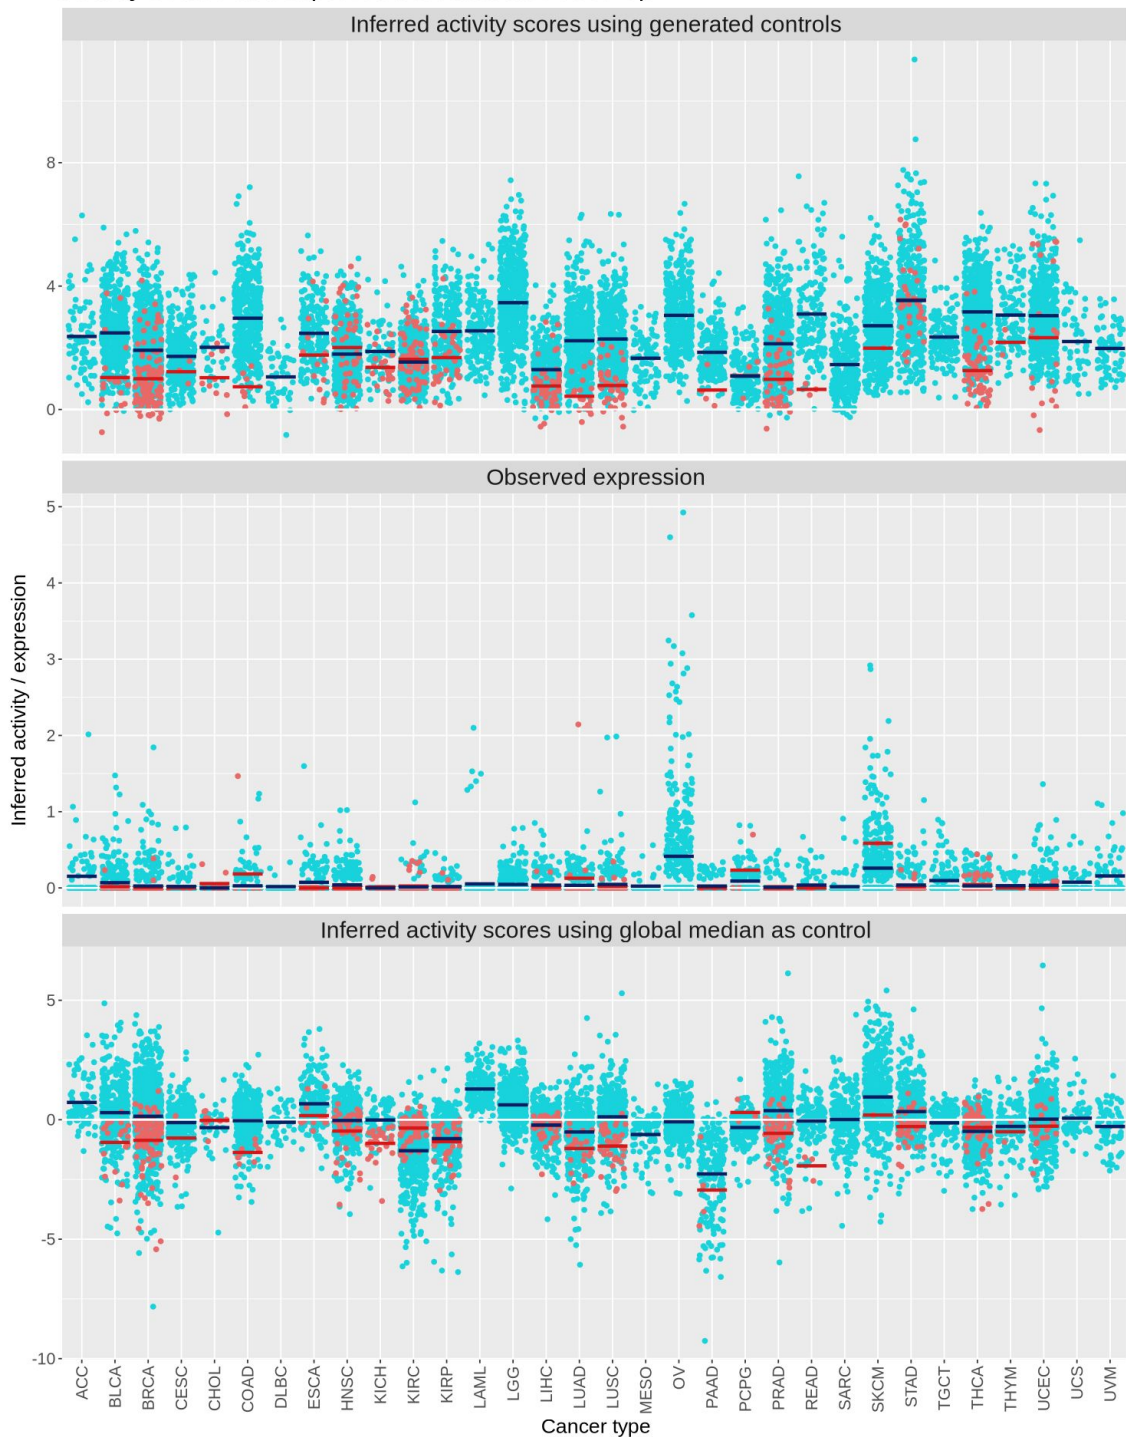 Inferred activity scores using generated controls
8
4
0
Observed expression
5
4
3
2
1
0
Inferred activity / expression
Inferred activity scores using global median as control
5
0
-5
-10
ACC
BLCA
BRCA
CESC
CHOL
COAD
DLBC
ESCA
HNSC
KICH
KIRC
KIRP
LAML
LGG
LIHC
LUAD
LUSC
MESO
OV
PAAD
PCPG
PRAD
READ
SARC
SKCM
STAD
TGCT
THCA
THYM
UCEC
UCS
UVM
Cancer type